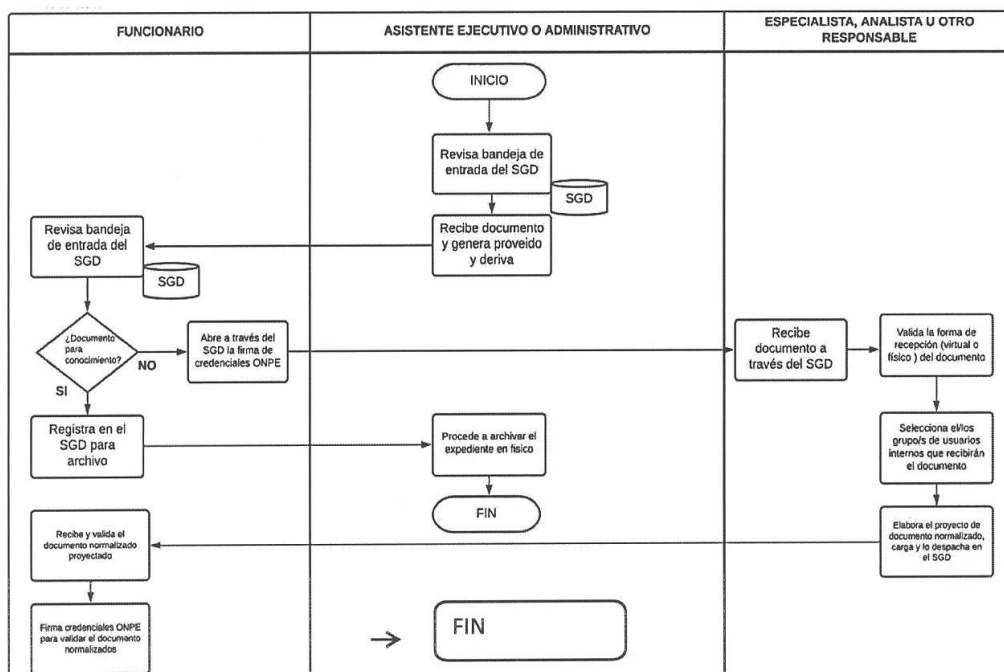 FUNCIONARIO
ASISTENTE EJECUTIVO O ADMINISTRATIVO
ESPECIALISTA, ANALISTA U OTRO
RESPONSABLE
INICIO
Revisa bandeja de
entrada del SGD
SGD
Recibe documento
y genera proveido
y deriva
Revisa bandeja
de entrada del
SGD
SGD
¿Documento
para
conocimiento?
NO
SI
Abre a través del
SGD la firma de
credenciales ONPE
Recibe
documento a
través del SGD
Valida la forma de
recepción (virtual o
físico ) del documento
Registra en el
SGD para
archivo
Procede a archivar el
expediente en fisico
FIN
Selecciona el/los
grupo/s de usuarios
internos que recibirán
el documento
Elabora el proyecto de
documento normalizado,
carga y lo despacha en
el SGD
Recibe y valida el
documento normalizado
proyectado
Firma credenciales ONPE
para validar el documento
normalizados
FIN